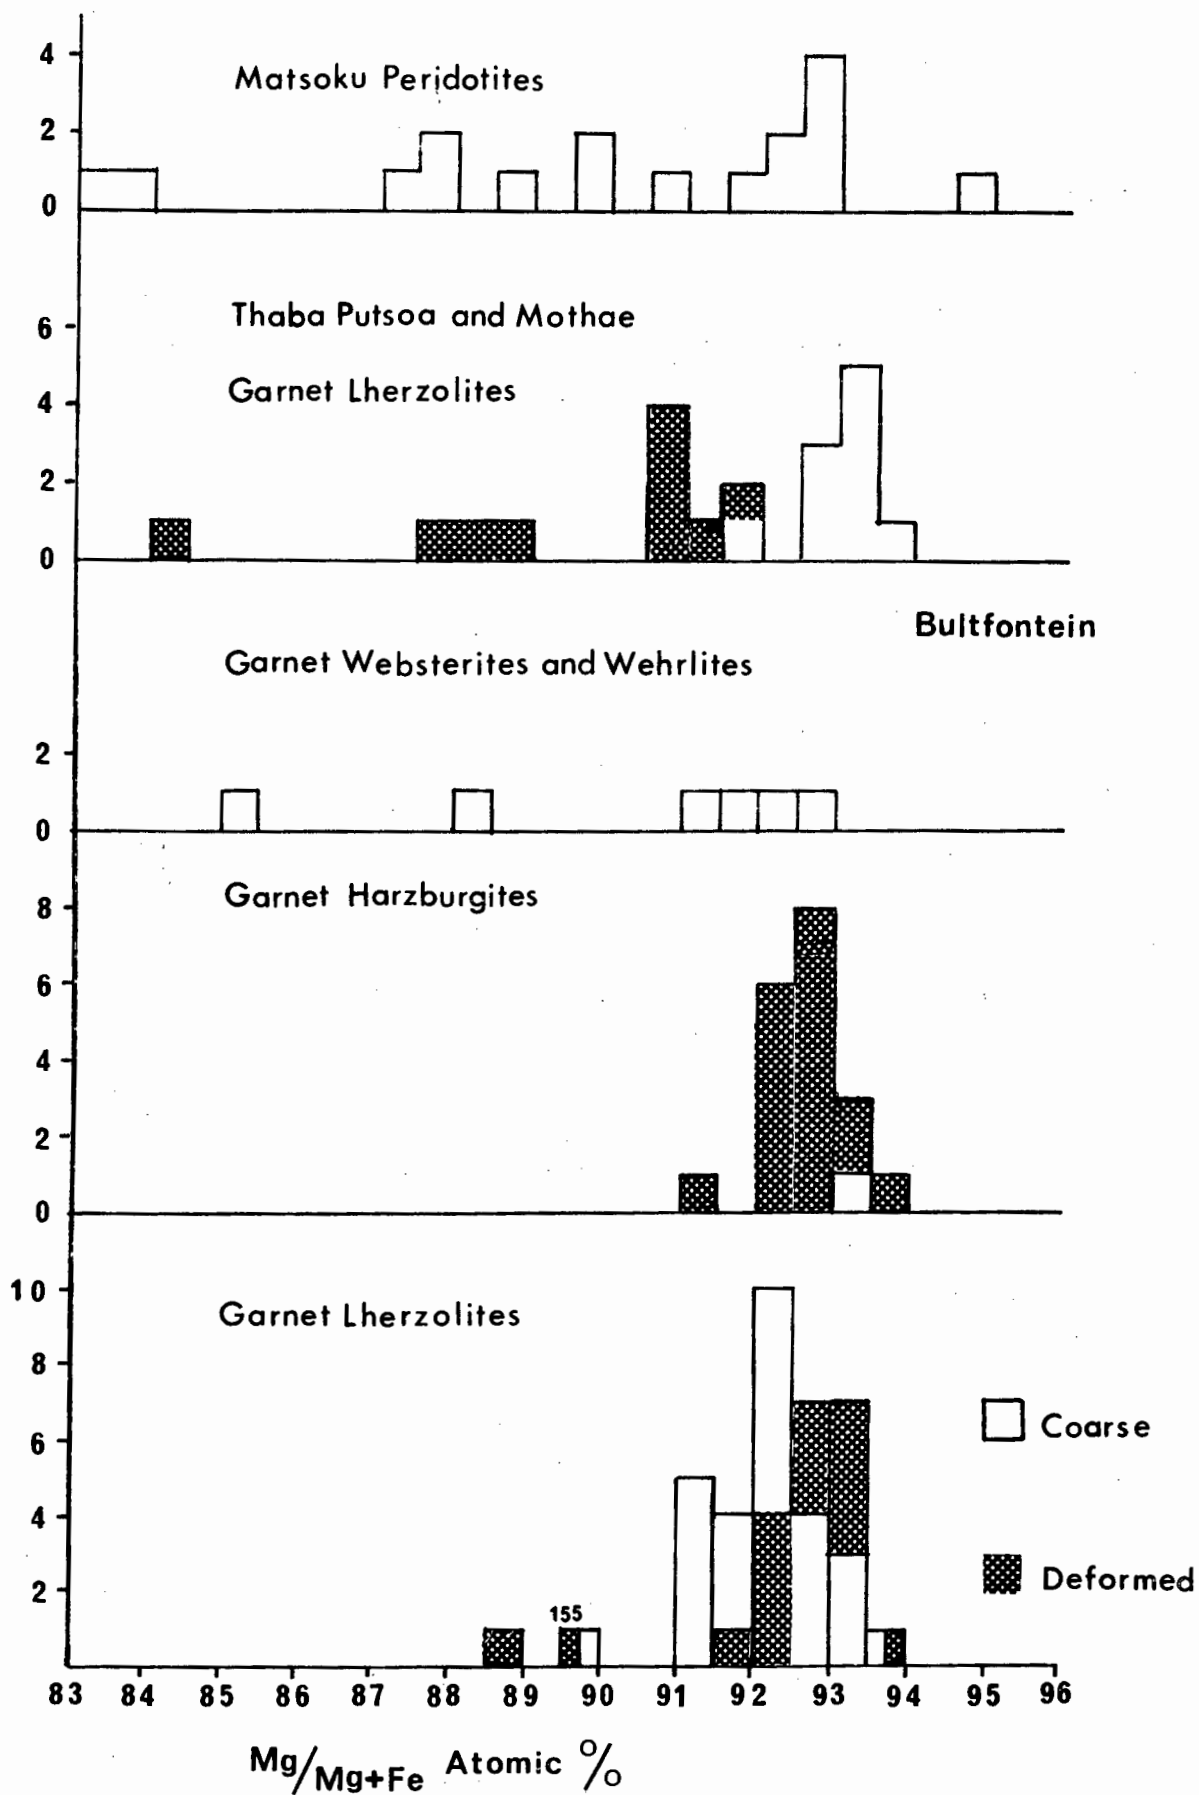 4
Matsoku Peridotites
2
0
Thaba Putsoa and Mothae
6
Garnet Lherzolites
4
2
0
Bultfontein
Garnet Websterites and Wehrlites
2
0
Garnet Harzburgites
8
6
4
2
0
10
Garnet Lherzolites
8
Coarse
6
4
Deformed
2
155
83 84 85 86 87 88 89 90 91 92 93 94 95 96
Mg/Mg+Fe Atomic %